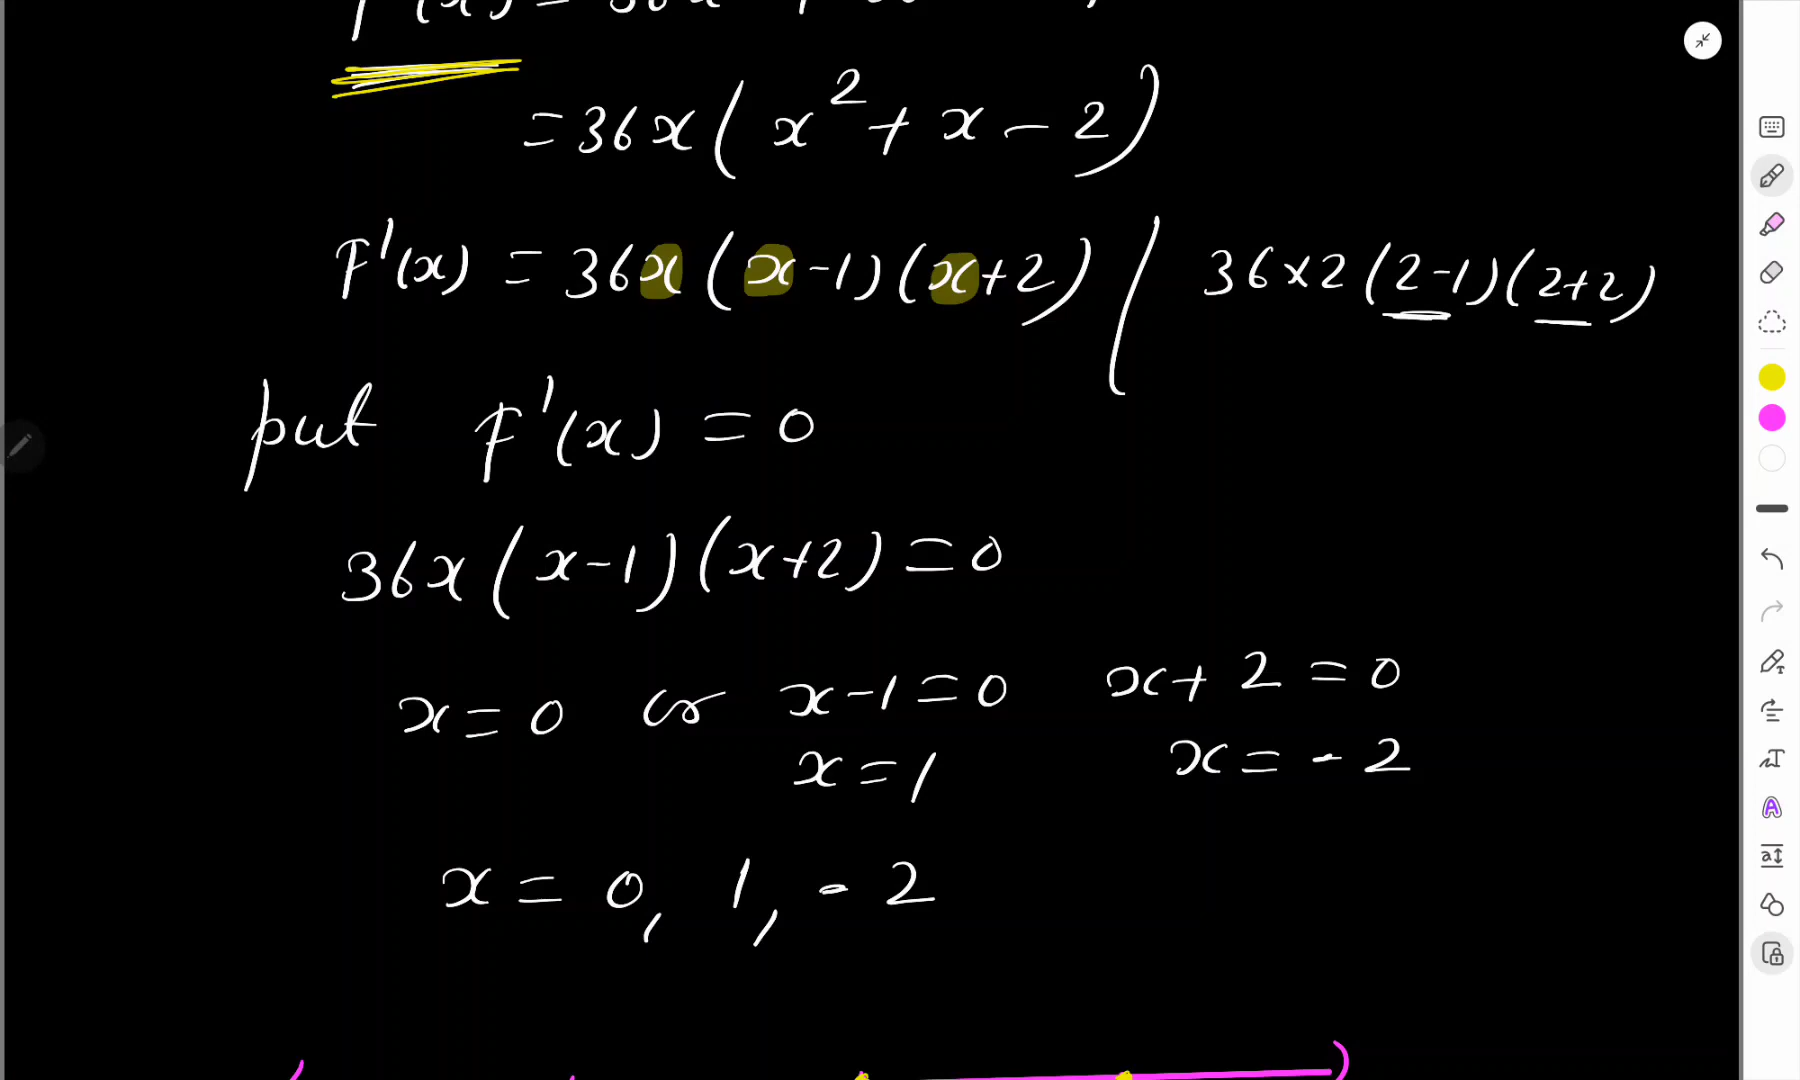 = 36x(x² + x - 2)
F'(x) = 36x(x-1)(x+2) / 36×2(2-1)(2+2)
put F'(x) = 0
36x(x-1)(x+2) = 0
x = 0 or x-1=0 x+2=0
x=1 x=-2
x = 0, 1, -2